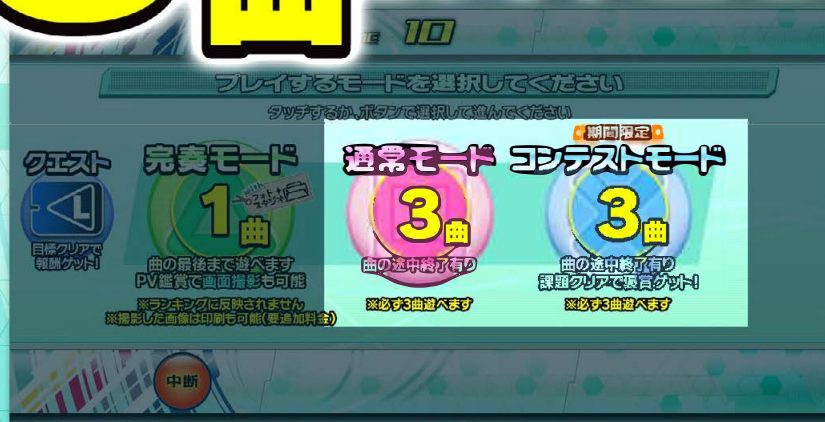 曲
10
プレイするモードを選択してください
タッチするか、ボタンで選択して進んでください
クエスト
目標クリアで
報酬ゲット!
完奏モード
1曲
with
フォト
スタジオ
曲の最後まで遊べます
PV鑑賞で画面撮影も可能
※ランキングに反映されません
※撮影した画像は印刷も可能(要追加料金)
通常モード
3曲
曲の途中終了有り
※必ず3曲遊べます
期間限定
コンテストモード
3曲
曲の途中終了有り
課題クリアで褒賞ゲット!
※必ず3曲遊べます
中断